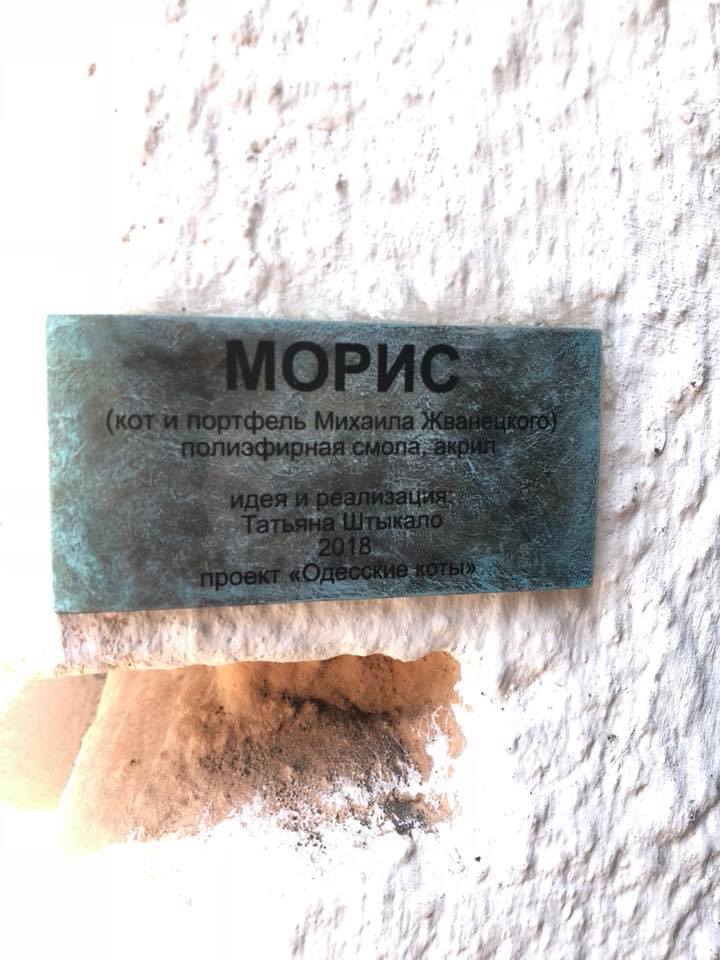 МОРИС
(кот и портфель Михаила Жванецкого)
полиэфирная смола, акрил
идея и реализация:
Татьяна Штыкало
2018
проект «Одесские коты»